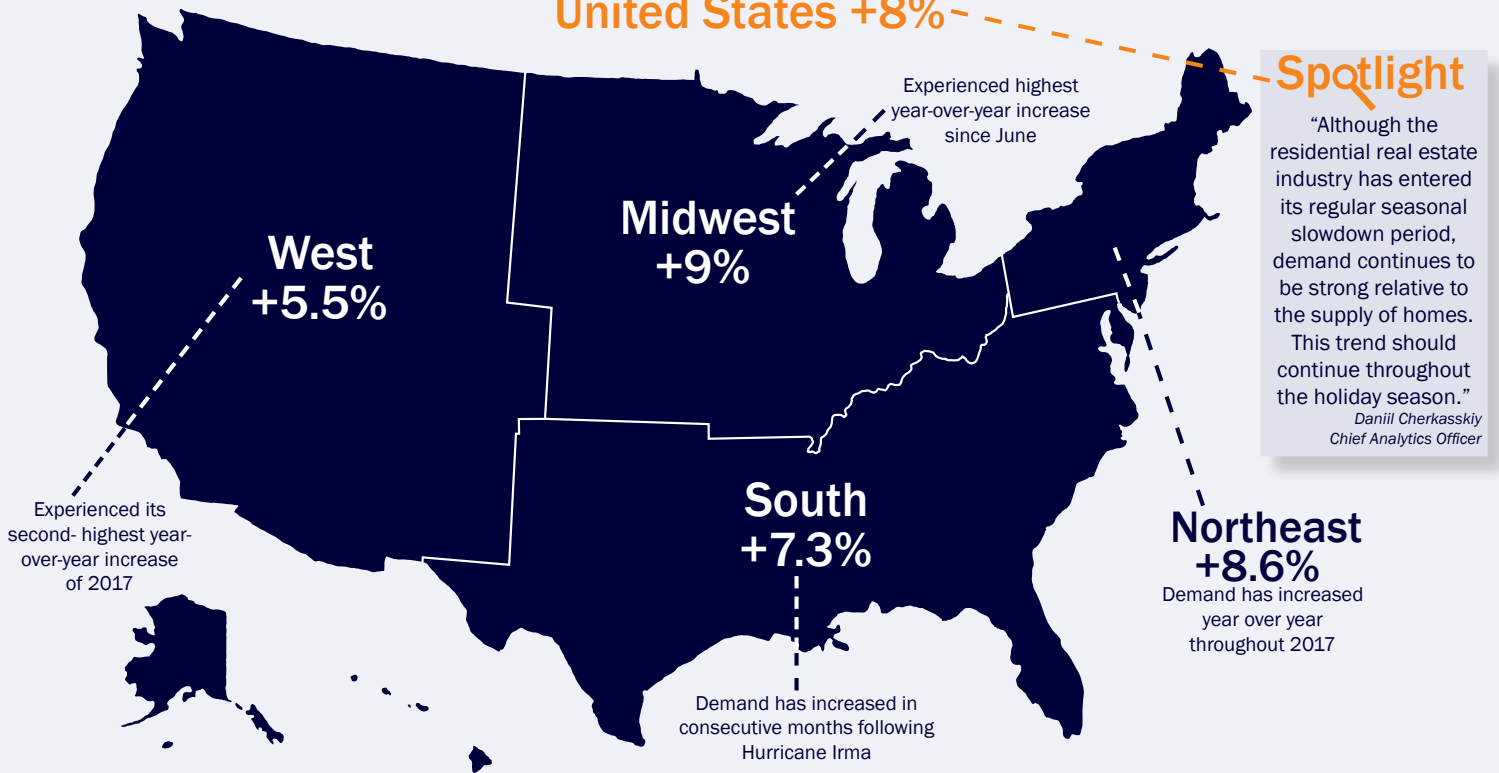 United States +8%
Experienced highest
year-over-year increase
since June
Spotlight
“Although the
residential real estate
industry has entered
its regular seasonal
slowdown period,
demand continues to
be strong relative to
the supply of homes.
This trend should
continue throughout
the holiday season.”
Daniil Cherkasskiy
Chief Analytics Officer
Midwest
+9%
West
+5.5%
Experienced its
second- highest year-
over-year increase
of 2017
South
+7.3%
Demand has increased in
consecutive months following
Hurricane Irma
Northeast
+8.6%
Demand has increased
year over year
throughout 2017